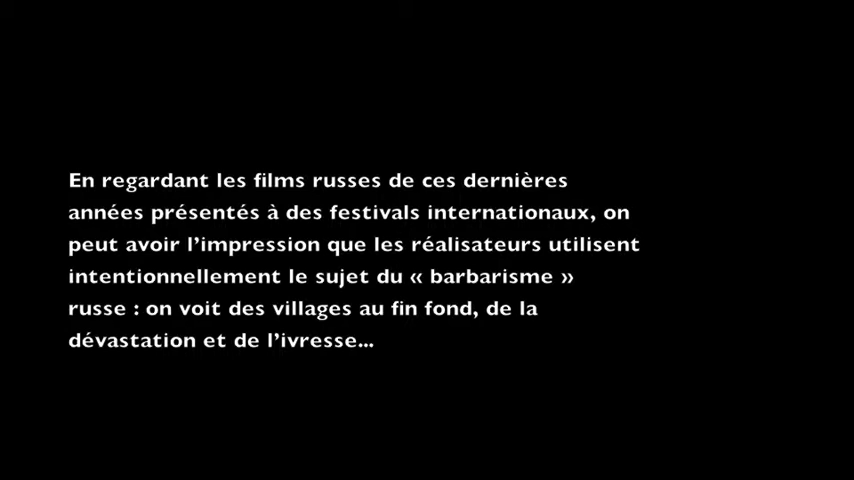 En regardant les films russes de ces dernières
années présentés à des festivals internationaux, on
peut avoir l’impression que les réalisateurs utilisent
intentionnellement le sujet du « barbarisme »
russe : on voit des villages au fin fond, de la
dévastation et de l’ivresse...